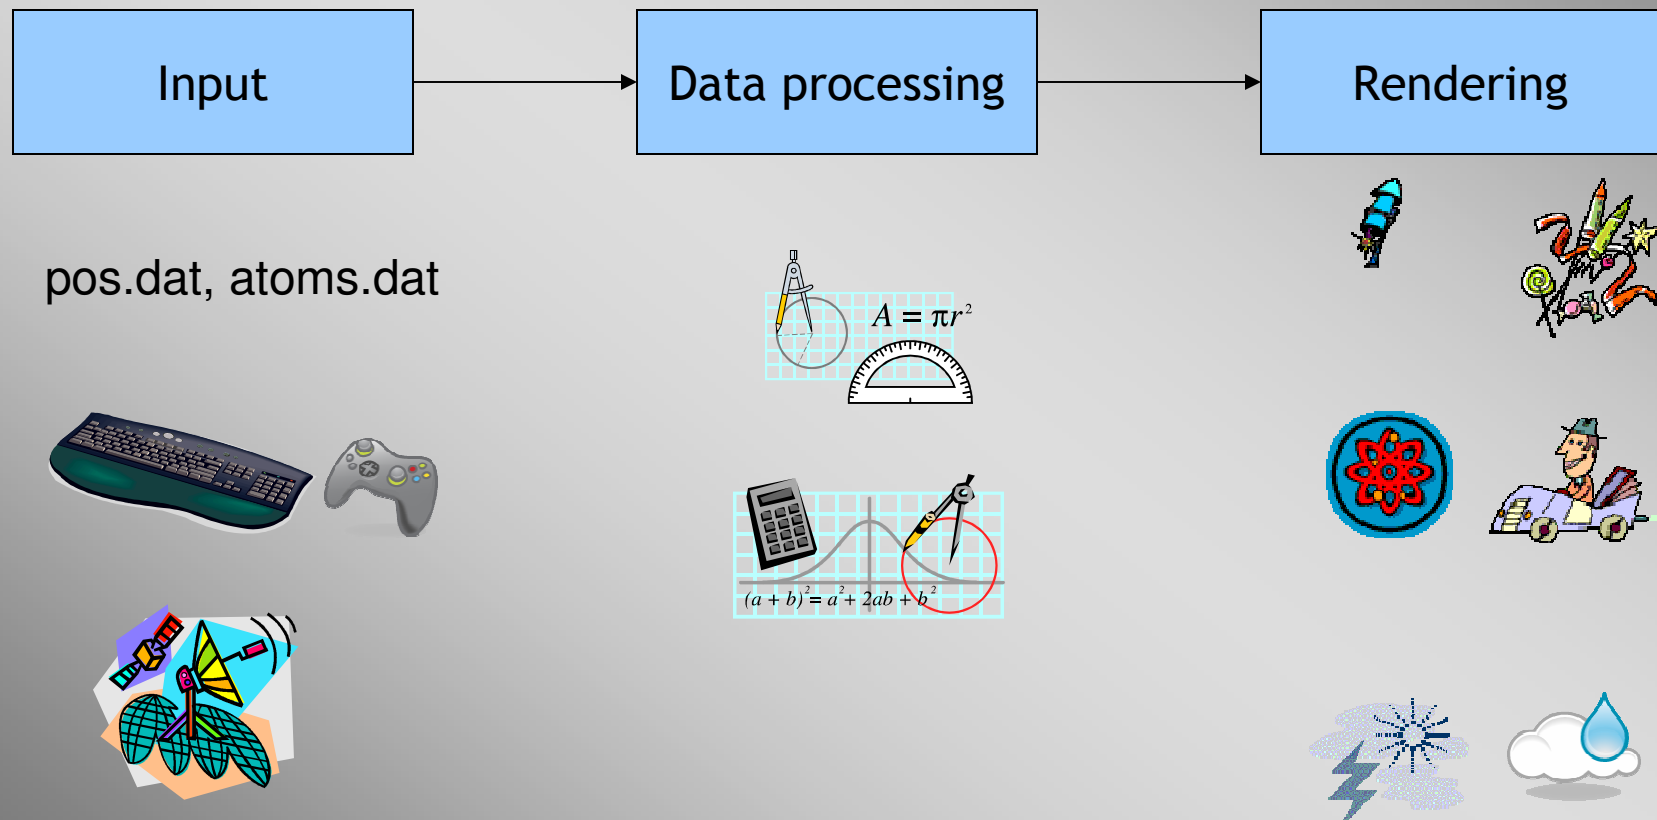 Input
Data processing
Rendering
pos.dat, atoms.dat
A = πr²
(a + b)² = a² + 2ab + b²